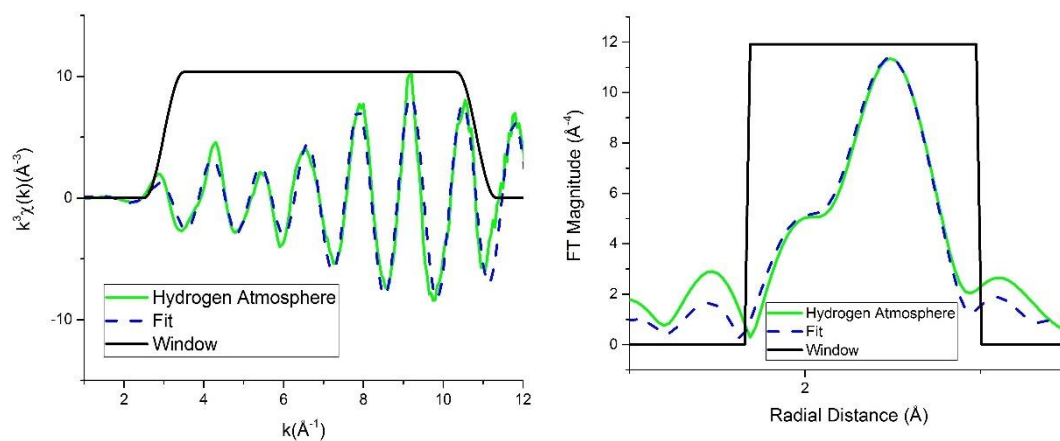 k³χ(k)(Å⁻³)
10
0
-10
Hydrogen Atmosphere
Fit
Window
2
4
6
8
10
12
k(Å⁻¹)
FT Magnitude (Å⁻⁴)
12
10
8
6
4
2
0
Hydrogen Atmosphere
Fit
Window
2
Radial Distance (Å)